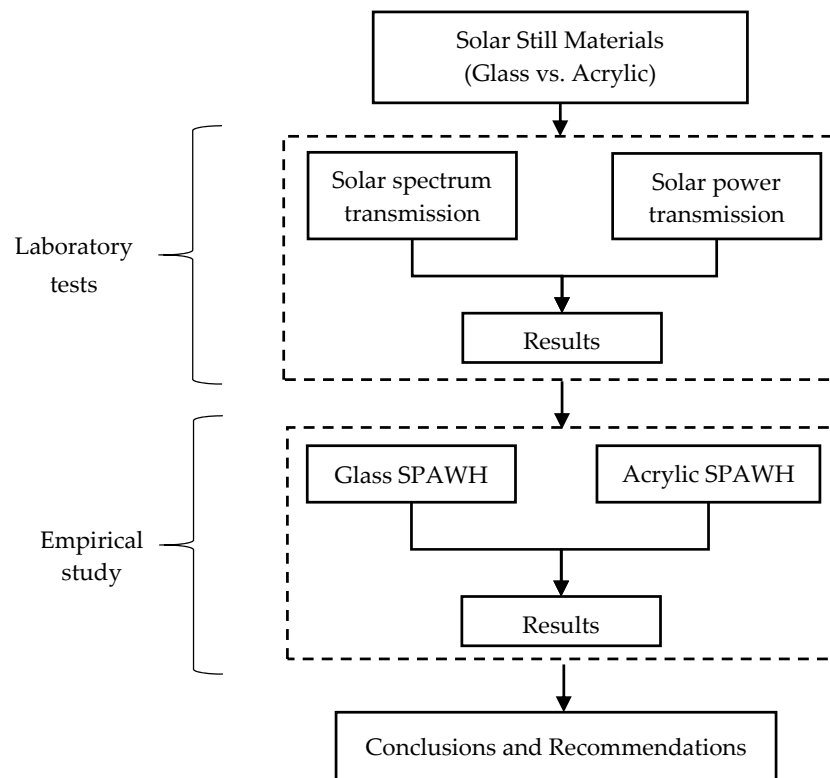 Solar Still Materials
(Glass vs. Acrylic)
Laboratory
tests
Solar spectrum
transmission
Solar power
transmission
Results
Empirical
study
Glass SPAWH
Acrylic SPAWH
Results
Conclusions and Recommendations